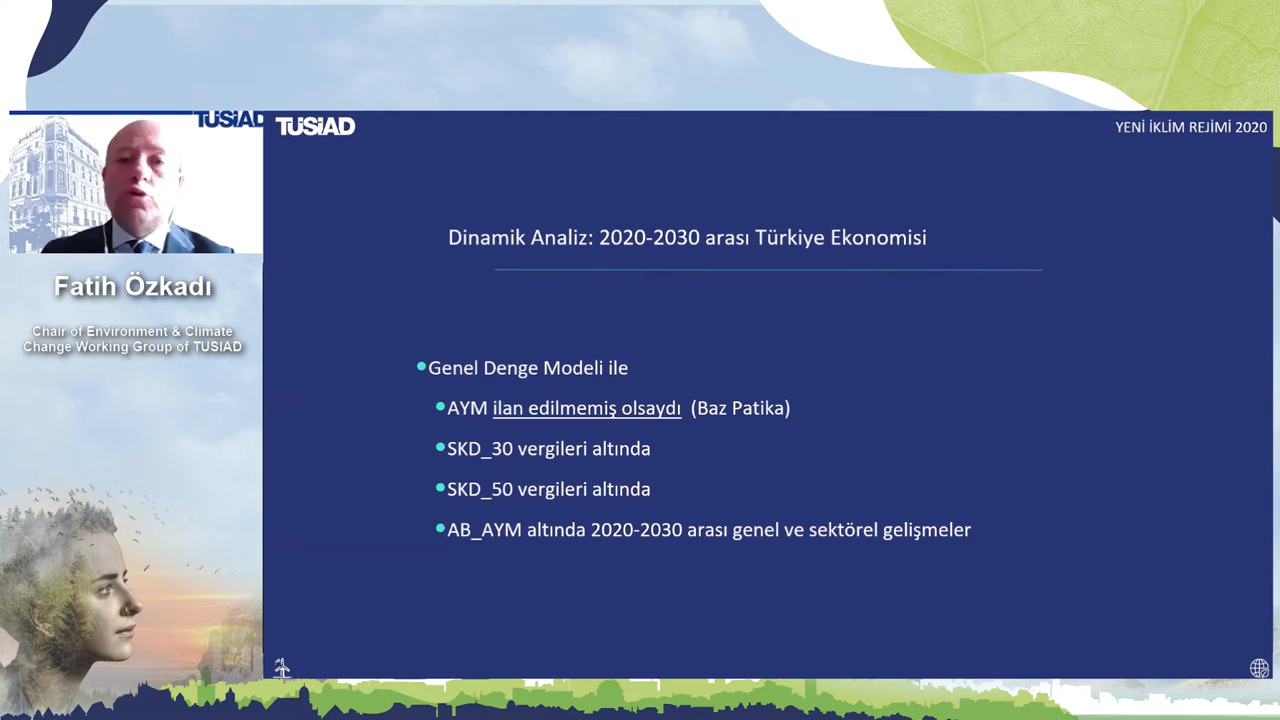 TÜSİAD
TÜSİAD
YENİ İKLİM REJİMİ 2020
Dinamik Analiz: 2020-2030 arası Türkiye Ekonomisi
Fatih Özkadı
Chair of Environment & Climate
Change Working Group of TUSIAD
Genel Denge Modeli ile
AYM ilan edilmemiş olsaydı (Baz Patika)
SKD_30 vergileri altında
SKD_50 vergileri altında
AB_AYM altında 2020-2030 arası genel ve sektörel gelişmeler